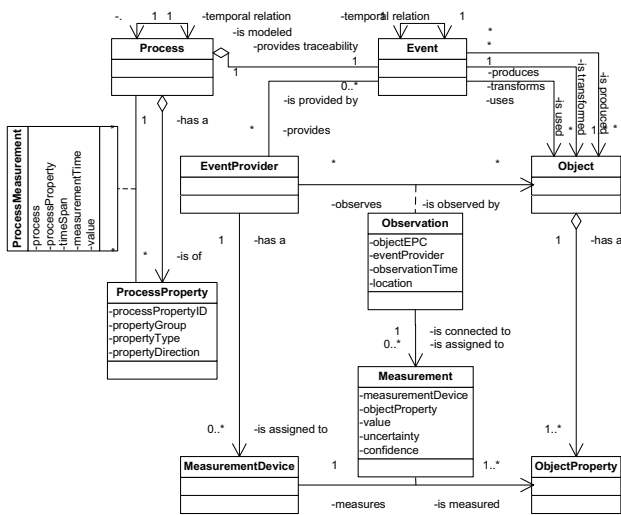 -. 1 1 -temporal relation
-temporal relation 1 1
-is modeled
-provides traceability
Process
Event
1 1
0..*
*
*
1
1
-produces
-transforms
-uses
-is used
-is transformed
-is produced
* 1..* *
-is provided by
1 -has a
* -provides
ProcessMeasurement
-process
-processProperty
-timeSpan
-measurementTime
-value
*
*
EventProvider
* *
Object
-observes -is observed by
Observation
-objectEPC
-eventProvider
-observationTime
-location
1 -has a
1 -has a
* -is of
ProcessProperty
-processPropertyID
-propertyGroup
-propertyType
-propertyDirection
1 -is connected to
0..* -is assigned to
Measurement
-measurementDevice
-objectProperty
-value
-uncertainty
-confidence
0..* -is assigned to
1..*
MeasurementDevice
1 1..*
ObjectProperty
-measures -is measured